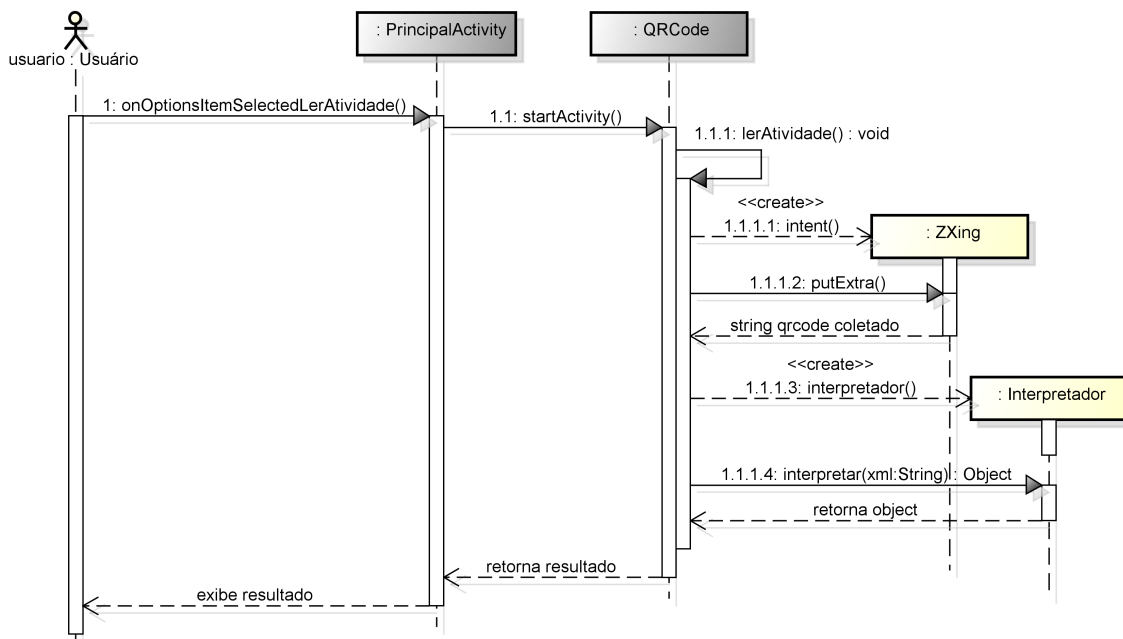 : PrincipalActivity
: QRCode
usuario : Usuário
1: onOptionsItemSelectedLerAtividade()
1.1: startActivity()
1.1.1: lerAtividade() : void
<<create>>
1.1.1.1: intent()
: ZXing
1.1.1.2: putExtra()
string qrcode coletado
<<create>>
1.1.1.3: interpretador()
: Interpretador
1.1.1.4: interpretar(xml:String) : Object
retorna object
retorna resultado
exibe resultado